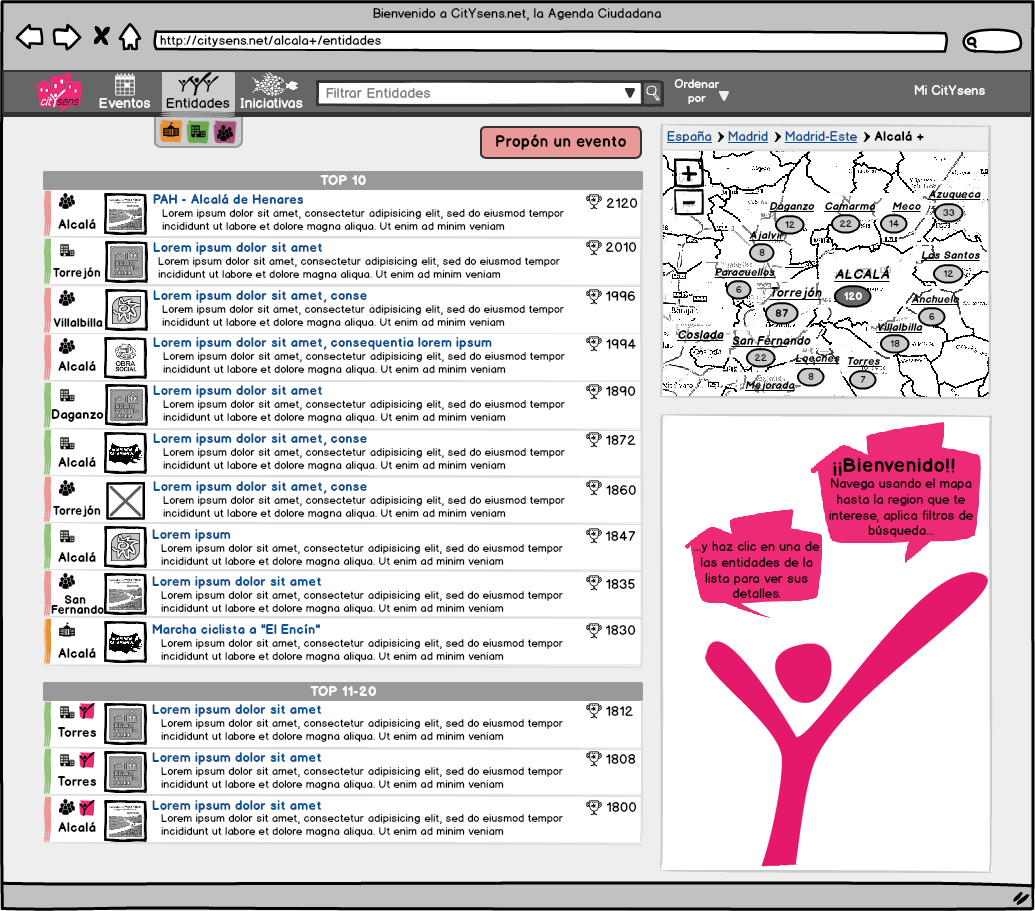 Bienvenido a CitYsens.net, la Agenda Ciudadana
http://citysens.net/alcala+/entidades
citYsens
Eventos
Entidades
Iniciativas
Filtrar Entidades
Ordenar
por
Mi CitYsens
Propón un evento
TOP 10
Alcalá
PAH - Alcalá de Henares
Lorem ipsum dolor sit amet, consectetur adipisicing elit, sed do eiusmod tempor
incididunt ut labore et dolore magna aliqua. Ut enim ad minim veniam
2120
Torrejón
Lorem ipsum dolor sit amet
Lorem ipsum dolor sit amet, consectetur adipisicing elit, sed do eiusmod tempor
incididunt ut labore et dolore magna aliqua. Ut enim ad minim veniam
2010
Villalbilla
Lorem ipsum dolor sit amet, conse
Lorem ipsum dolor sit amet, consectetur adipisicing elit, sed do eiusmod tempor
incididunt ut labore et dolore magna aliqua. Ut enim ad minim veniam
1996
Alcalá
OBRA
SOCIAL
Lorem ipsum dolor sit amet, consequentia lorem ipsum
Lorem ipsum dolor sit amet, consectetur adipisicing elit, sed do eiusmod tempor
incididunt ut labore et dolore magna aliqua. Ut enim ad minim veniam
1994
Daganzo
Lorem ipsum dolor sit amet
Lorem ipsum dolor sit amet, consectetur adipisicing elit, sed do eiusmod tempor
incididunt ut labore et dolore magna aliqua. Ut enim ad minim veniam
1890
Alcalá
Lorem ipsum dolor sit amet, conse
Lorem ipsum dolor sit amet, consectetur adipisicing elit, sed do eiusmod tempor
incididunt ut labore et dolore magna aliqua. Ut enim ad minim veniam
1872
Torrejón
Lorem ipsum dolor sit amet, conse
Lorem ipsum dolor sit amet, consectetur adipisicing elit, sed do eiusmod tempor
incididunt ut labore et dolore magna aliqua. Ut enim ad minim veniam
1860
Alcalá
Lorem ipsum
Lorem ipsum dolor sit amet, consectetur adipisicing elit, sed do eiusmod tempor
incididunt ut labore et dolore magna aliqua. Ut enim ad minim veniam
1847
San
Fernando
Lorem ipsum dolor sit amet
Lorem ipsum dolor sit amet, consectetur adipisicing elit, sed do eiusmod tempor
incididunt ut labore et dolore magna aliqua. Ut enim ad minim veniam
1835
Alcalá
Marcha ciclista a "El Encín"
Lorem ipsum dolor sit amet, consectetur adipisicing elit, sed do eiusmod tempor
incididunt ut labore et dolore magna aliqua. Ut enim ad minim veniam
1830
TOP 11-20
Torres
Lorem ipsum dolor sit amet
Lorem ipsum dolor sit amet, consectetur adipisicing elit, sed do eiusmod tempor
incididunt ut labore et dolore magna aliqua. Ut enim ad minim veniam
1812
Torres
Lorem ipsum dolor sit amet
Lorem ipsum dolor sit amet, consectetur adipisicing elit, sed do eiusmod tempor
incididunt ut labore et dolore magna aliqua. Ut enim ad minim veniam
1808
Alcalá
Lorem ipsum dolor sit amet
Lorem ipsum dolor sit amet, consectetur adipisicing elit, sed do eiusmod tempor
incididunt ut labore et dolore magna aliqua. Ut enim ad minim veniam
1800
España > Madrid > Madrid-Este > Alcalá +
+
-
Azuqueca
33
Daganzo
12
Camarma
22
Meco
14
Ajalvir
8
Los Santos
12
Paracuellos
6
ALCALÁ
120
Torrejón
87
Anchuelo
6
Coslada
San Fernando
22
Villalbilla
18
Loeches
8
Torres
7
Mejorada
¡¡Bienvenido!!
Navega usando el mapa
hasta la region que te
interese, aplica filtros de
búsqueda...
...y haz clic en una de
las entidades de la
lista para ver sus
detalles.